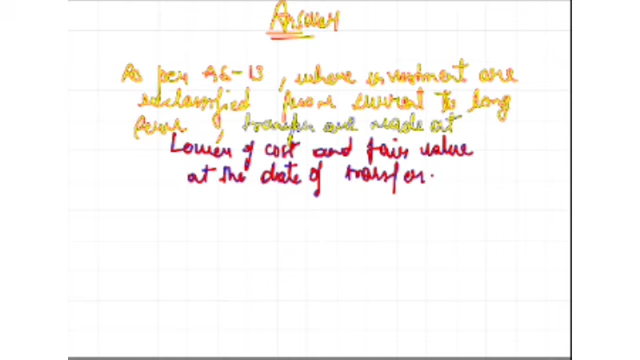 Answer
As per AS-13, where investment are
reclassified from current to long
term, transfer are made at
Lower of cost and fair value
at the date of transfer.